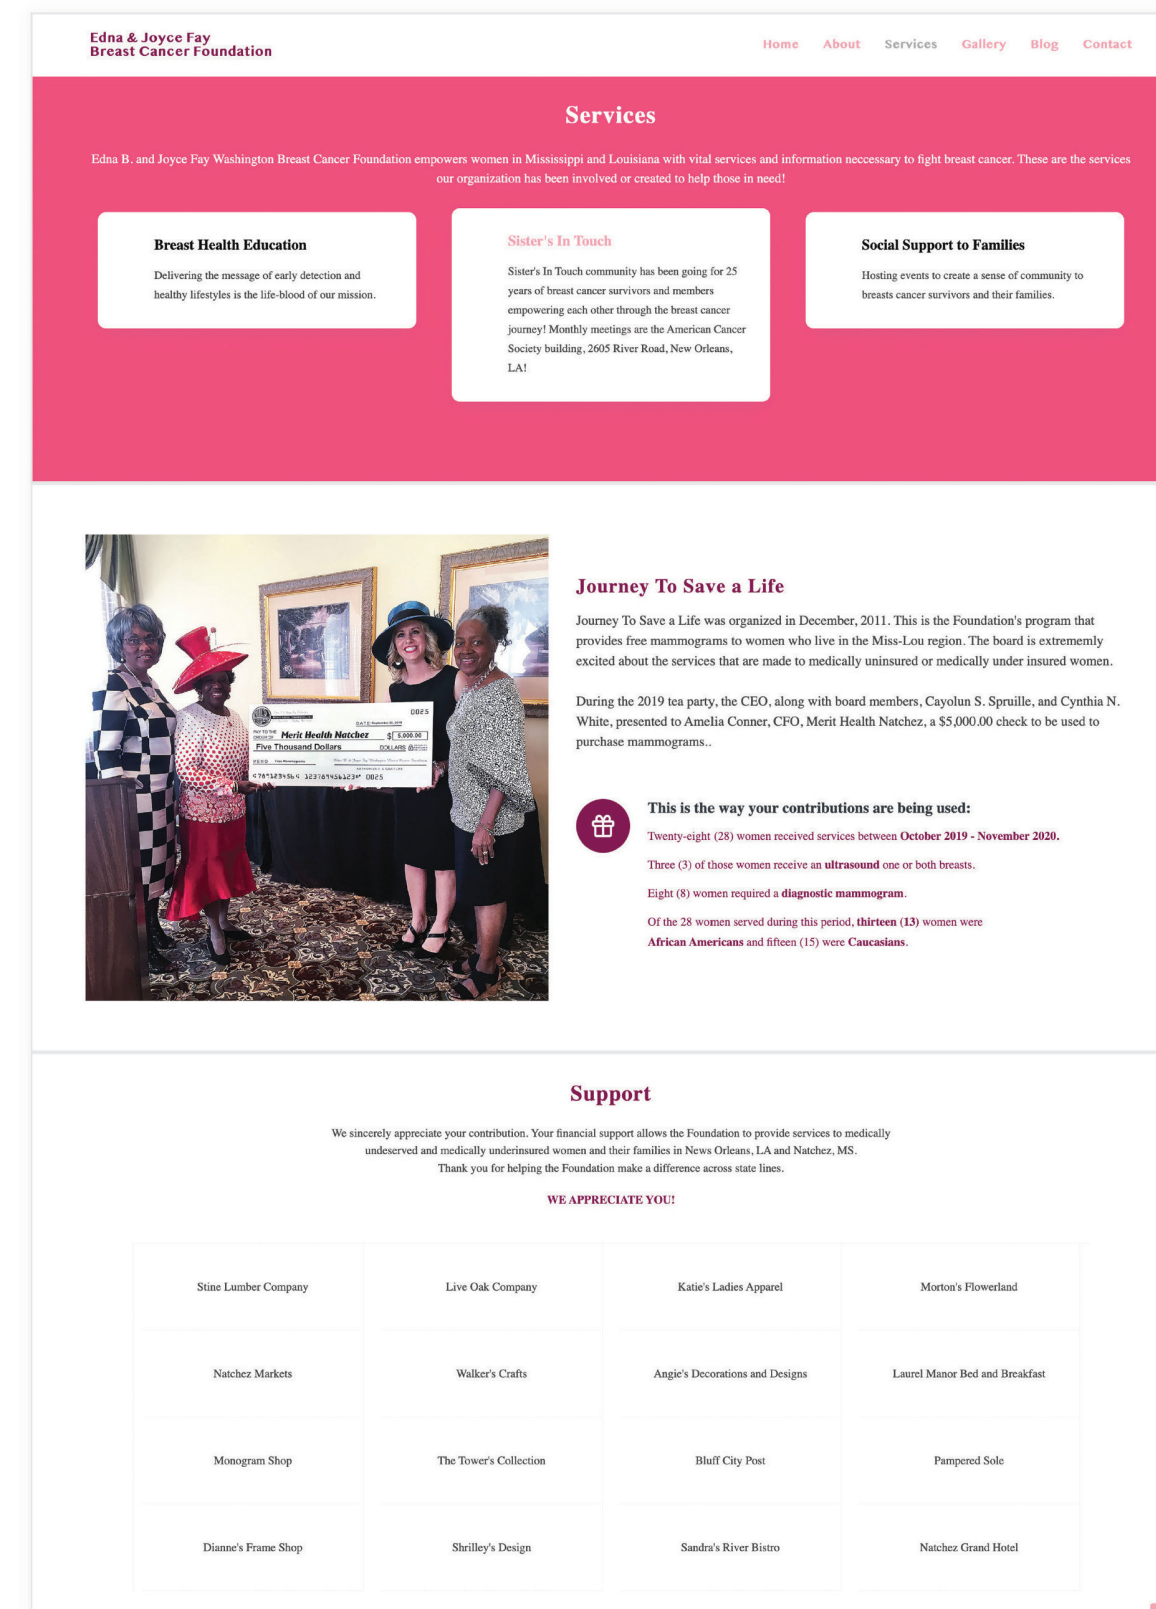 Edna & Joyce Fay
Breast Cancer Foundation
Home About Services Gallery Blog Contact
Services
Edna B. and Joyce Fay Washington Breast Cancer Foundation empowers women in Mississippi and Louisiana with vital services and information neccessary to fight breast cancer. These are the services
our organization has been involved or created to help those in need!
Breast Health Education
Delivering the message of early detection and
healthy lifestyles is the life-blood of our mission.
Sister's In Touch
Sister's In Touch community has been going for 25
years of breast cancer survivors and members
empowering each other through the breast cancer
journey! Monthly meetings are the American Cancer
Society building, 2605 River Road, New Orleans,
LA!
Social Support to Families
Hosting events to create a sense of community to
breasts cancer survivors and their families.
0025
DATE
PAY TO THE
ORDER OF Merit Health Natchez $ 5,000.00
Five Thousand Dollars DOLLARS
0025
Journey To Save a Life
Journey To Save a Life was organized in December, 2011. This is the Foundation's program that
provides free mammograms to women who live in the Miss-Lou region. The board is extrememly
excited about the services that are made to medically uninsured or medically under insured women.
During the 2019 tea party, the CEO, along with board members, Cayolun S. Spruille, and Cynthia N.
White, presented to Amelia Conner, CFO, Merit Health Natchez, a $5,000.00 check to be used to
purchase mammograms..
This is the way your contributions are being used:
Twenty-eight (28) women received services between October 2019 - November 2020.
Three (3) of those women receive an ultrasound one or both breasts.
Eight (8) women required a diagnostic mammogram.
Of the 28 women served during this period, thirteen (13) women were
African Americans and fifteen (15) were Caucasians.
Support
We sincerely appreciate your contribution. Your financial support allows the Foundation to provide services to medically
undeserved and medically underinsured women and their families in News Orleans, LA and Natchez, MS.
Thank you for helping the Foundation make a difference across state lines.
WE APPRECIATE YOU!
Stine Lumber Company Live Oak Company Katie's Ladies Apparel Morton's Flowerland
Natchez Markets Walker's Crafts Angie's Decorations and Designs Laurel Manor Bed and Breakfast
Monogram Shop The Tower's Collection Bluff City Post Pampered Sole
Dianne's Frame Shop Shrilley's Design Sandra's River Bistro Natchez Grand Hotel